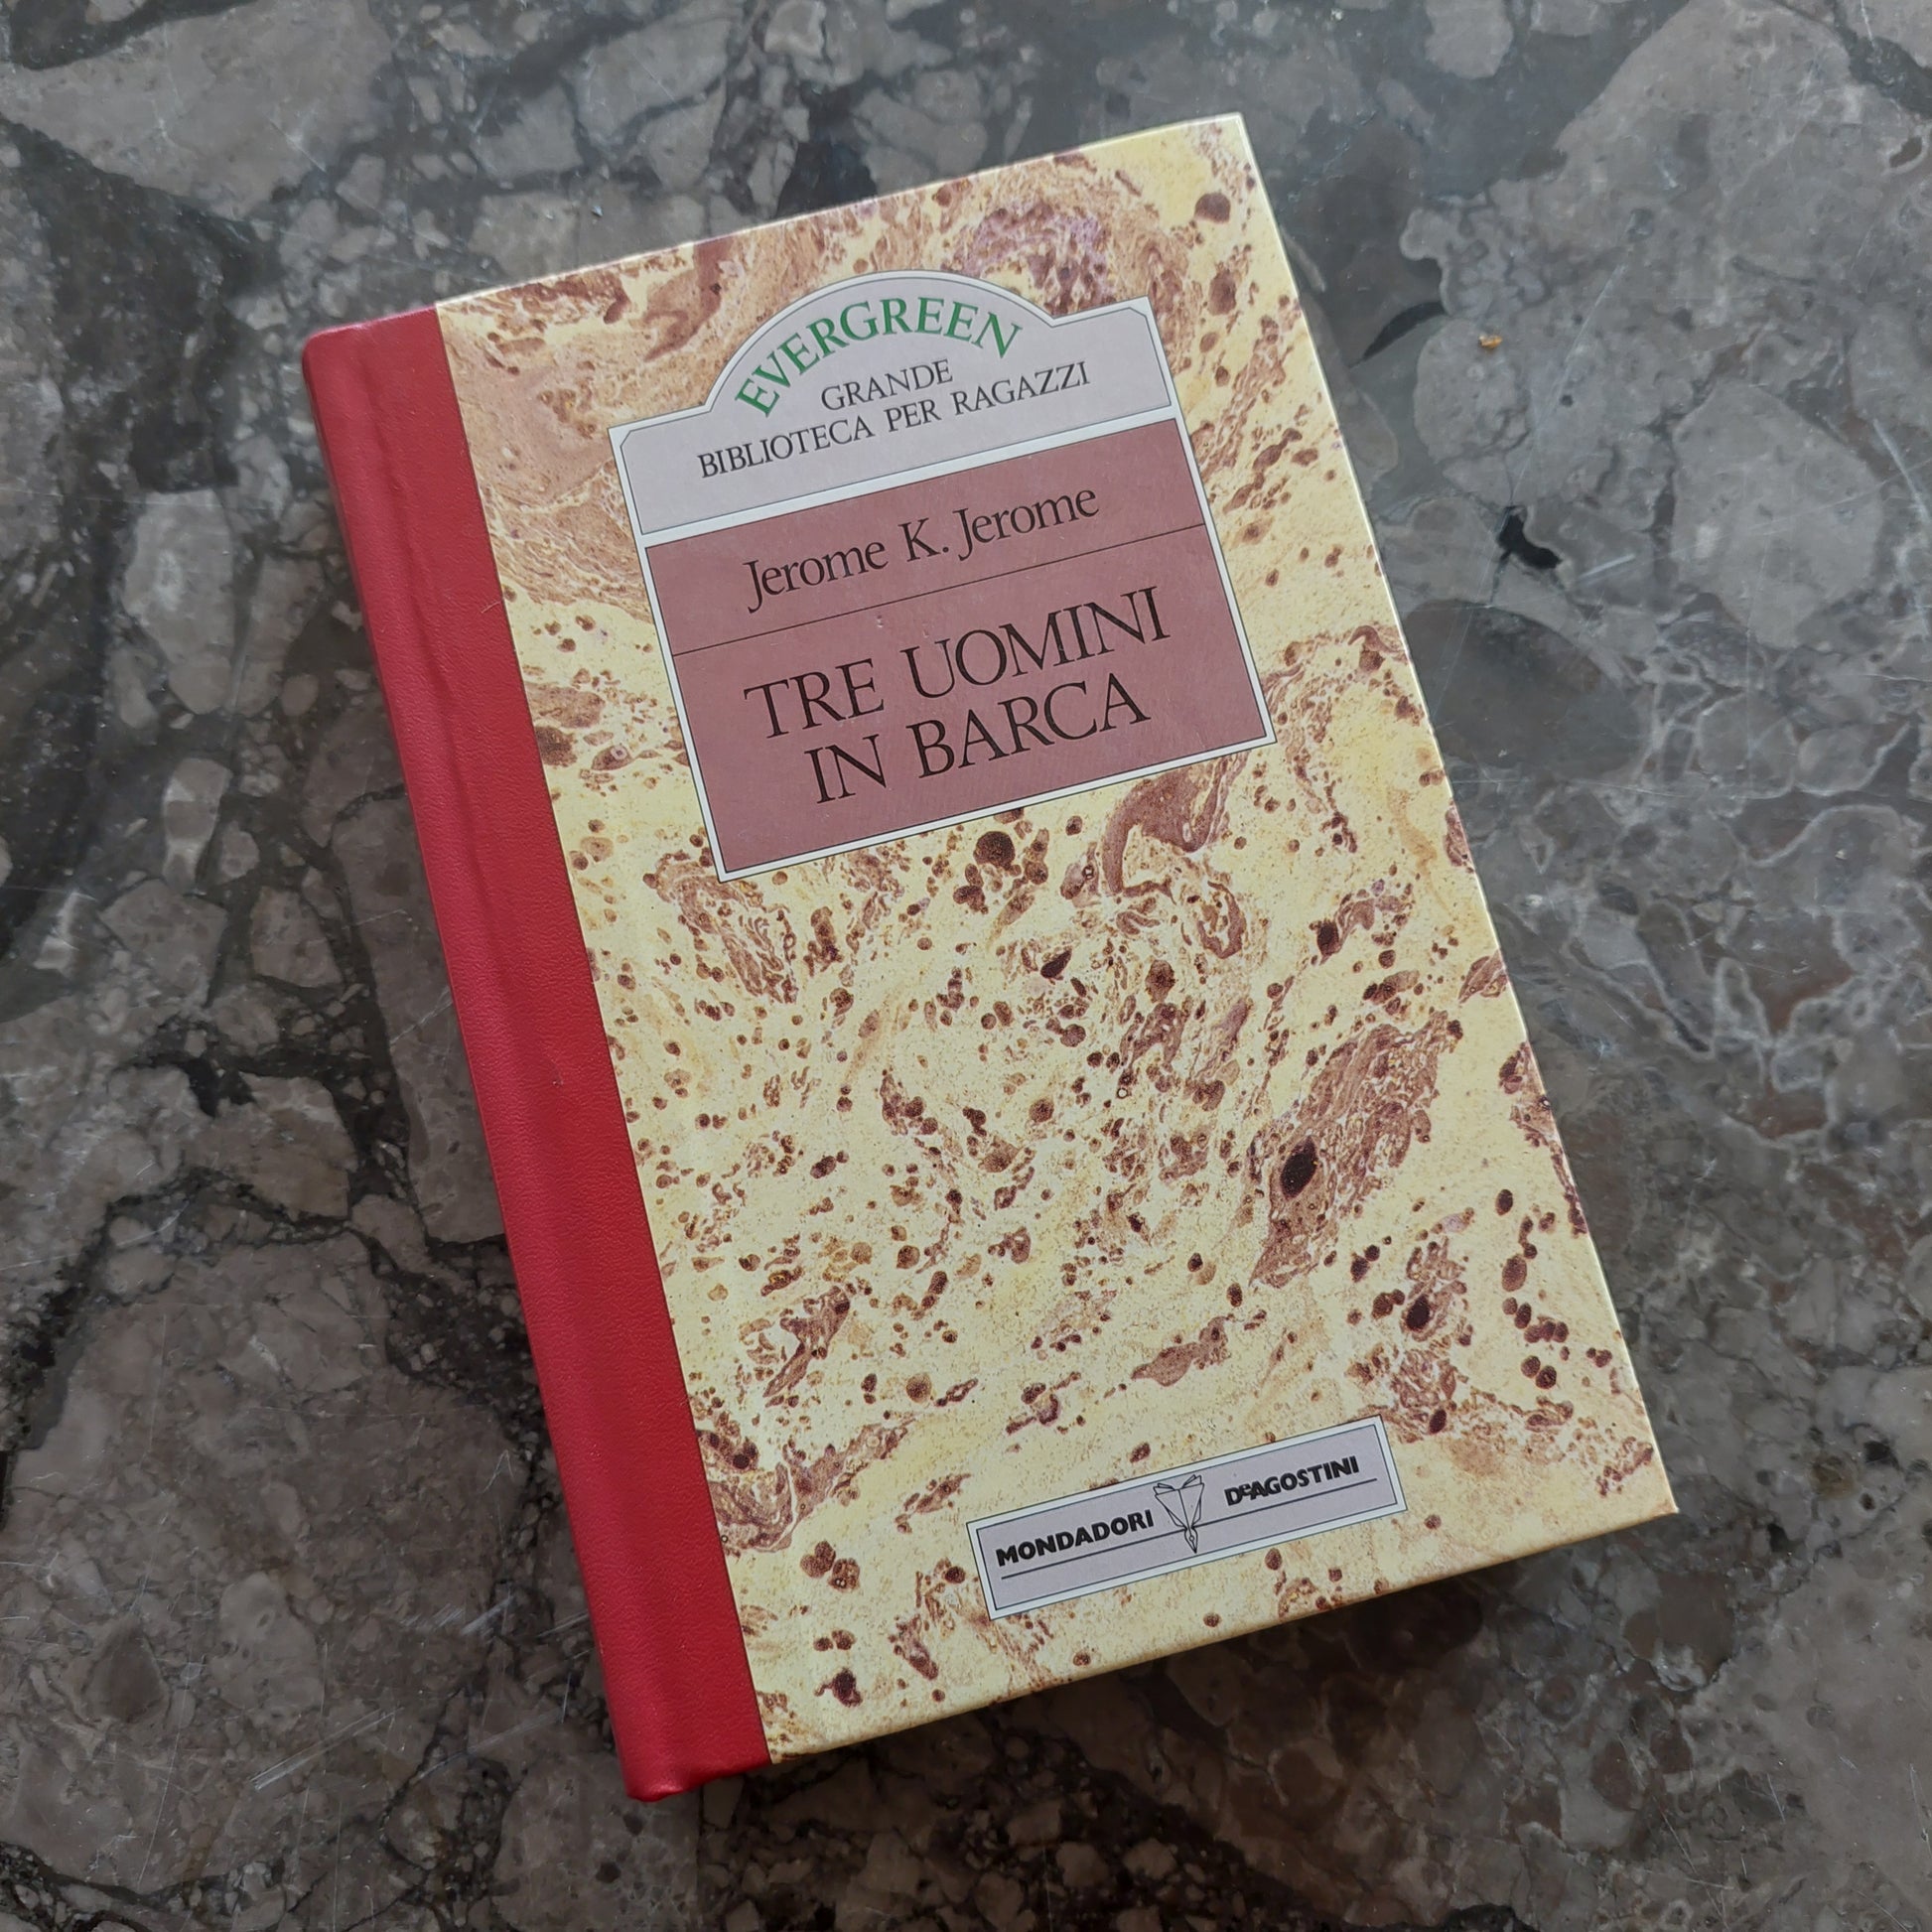 EVERGREEN
GRANDE
BIBLIOTECA PER RAGAZZI
Jerome K. Jerome
TRE UOMINI
IN BARCA
MONDADORI DeAGOSTINI